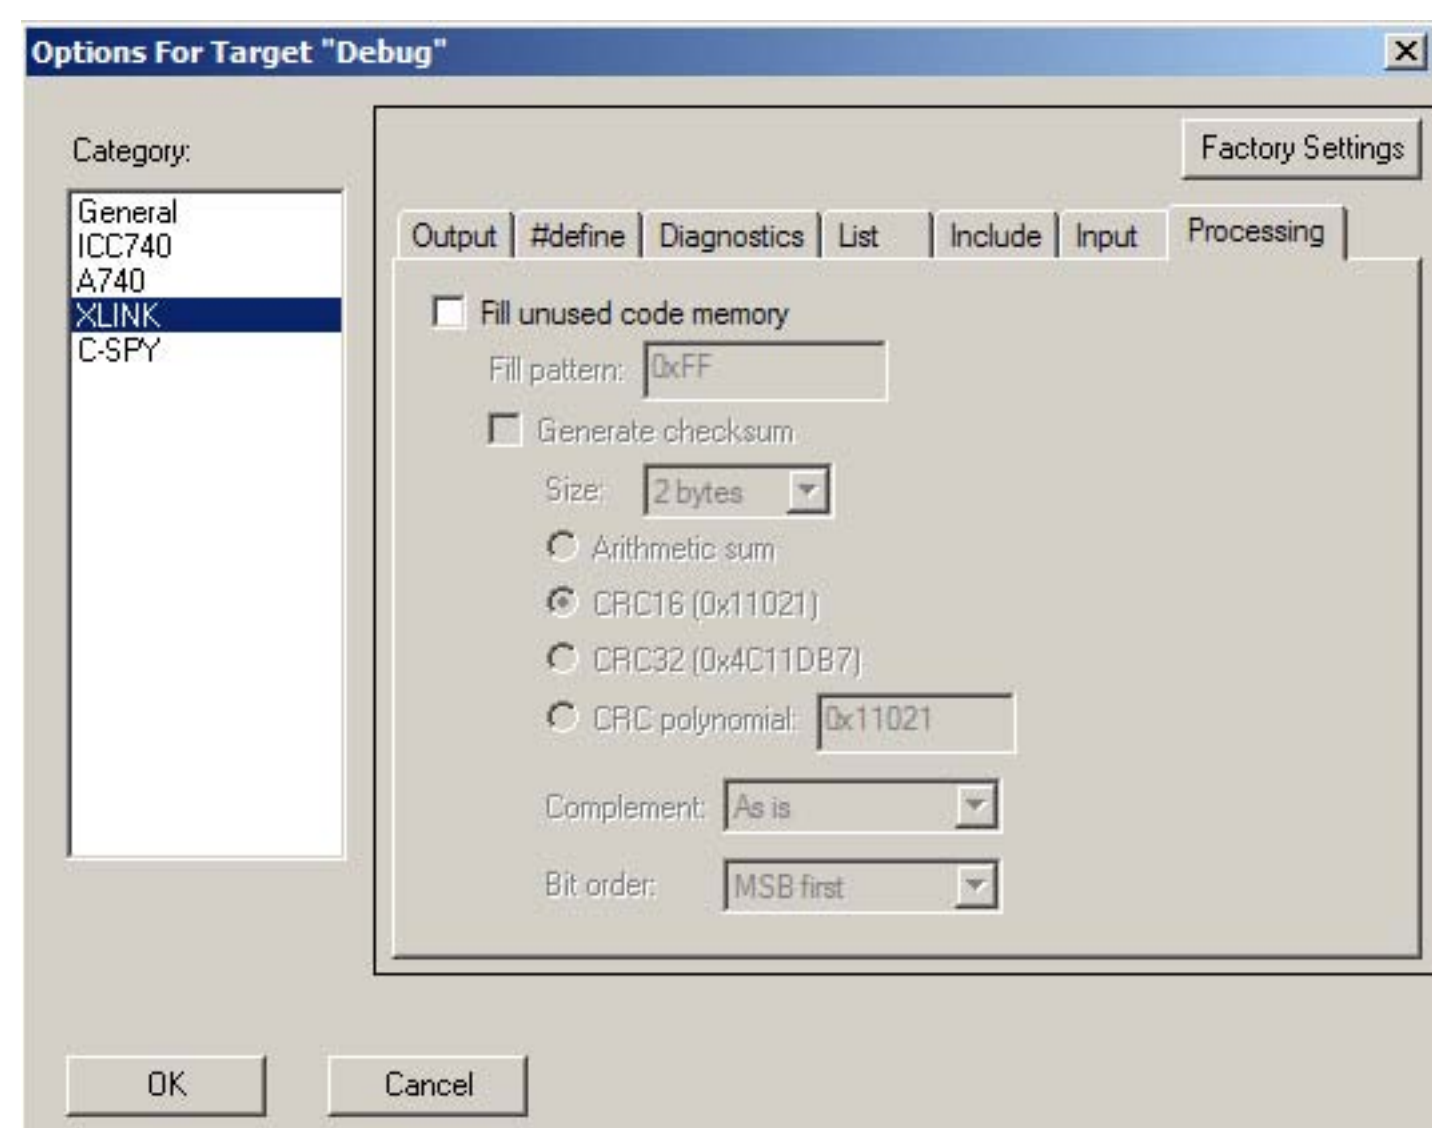 Options For Target "Debug"
Category:
General
ICC740
A740
XLINK
C-SPY
Factory Settings
Output #define Diagnostics List Include Input Processing
Fill unused code memory
Fill pattern: 0xFF
Generate checksum
Size: 2 bytes
Arithmetic sum
CRC16 (0x11021)
CRC32 (0x4C11DB7)
CRC polynomial: 0x11021
Complement: As is
Bit order: MSB first
OK Cancel